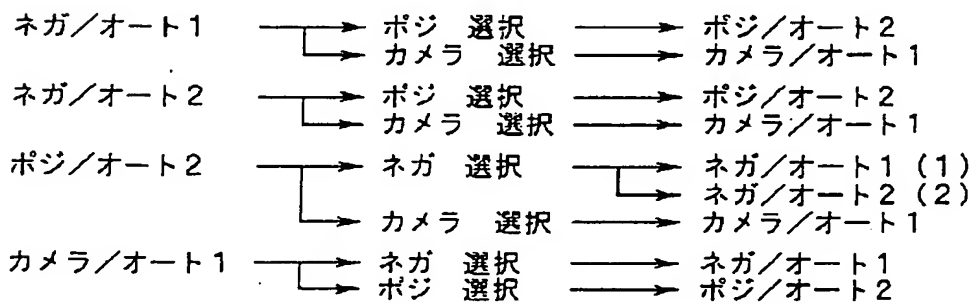 ネガ／オート1 ポジ 選択 ポジ／オート2
カメラ 選択 カメラ／オート1
ネガ／オート2 ポジ 選択 ポジ／オート2
カメラ 選択 カメラ／オート1
ポジ／オート2 ネガ 選択 ネガ／オート1（1）
ネガ／オート2（2）
カメラ 選択 カメラ／オート1
カメラ／オート1 ネガ 選択 ネガ／オート1
ポジ 選択 ポジ／オート2